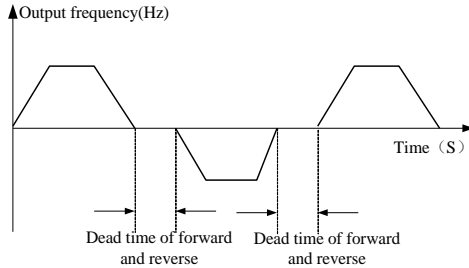 Output frequency(Hz)
Time（S）
Dead time of forward
and reverse
Dead time of forward
and reverse